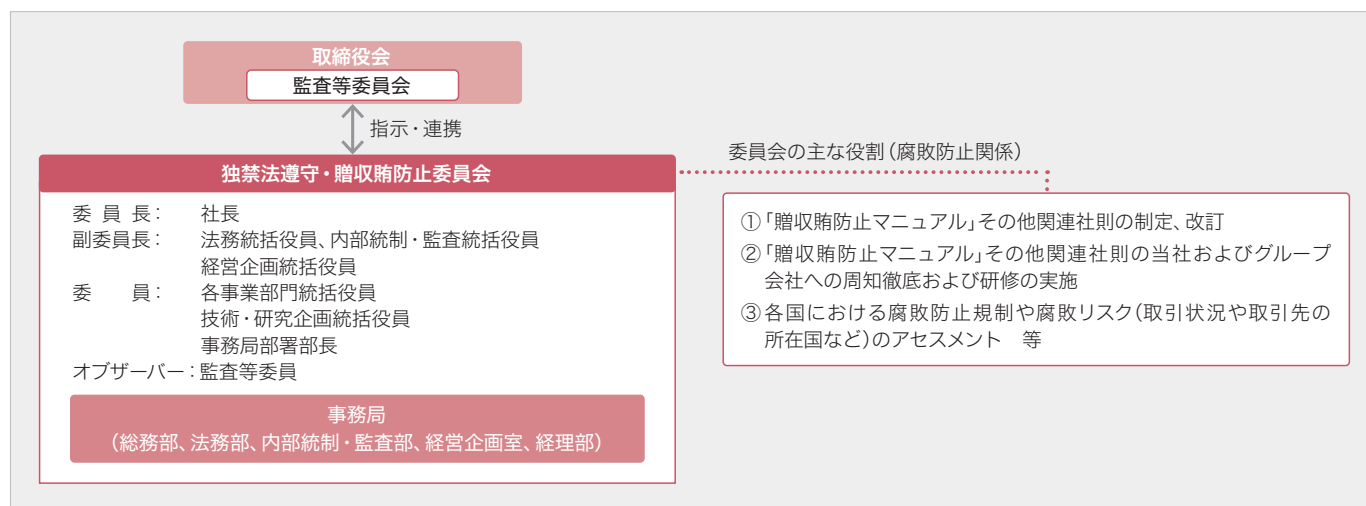 取締役会
監査等委員会
指示・連携
独禁法遵守・贈収賄防止委員会
委員長： 社長
副委員長： 法務統括役員、内部統制・監査統括役員
経営企画統括役員
委員： 各事業部門統括役員
技術・研究企画統括役員
事務局部署部長
オブザーバー：監査等委員
事務局
（総務部、法務部、内部統制・監査部、経営企画室、経理部）
委員会の主な役割（腐敗防止関係）
①「贈収賄防止マニュアル」その他関連社則の制定、改訂
②「贈収賄防止マニュアル」その他関連社則の当社およびグループ
会社への周知徹底および研修の実施
③各国における腐敗防止規制や腐敗リスク（取引状況や取引先の
所在国など）のアセスメント　等